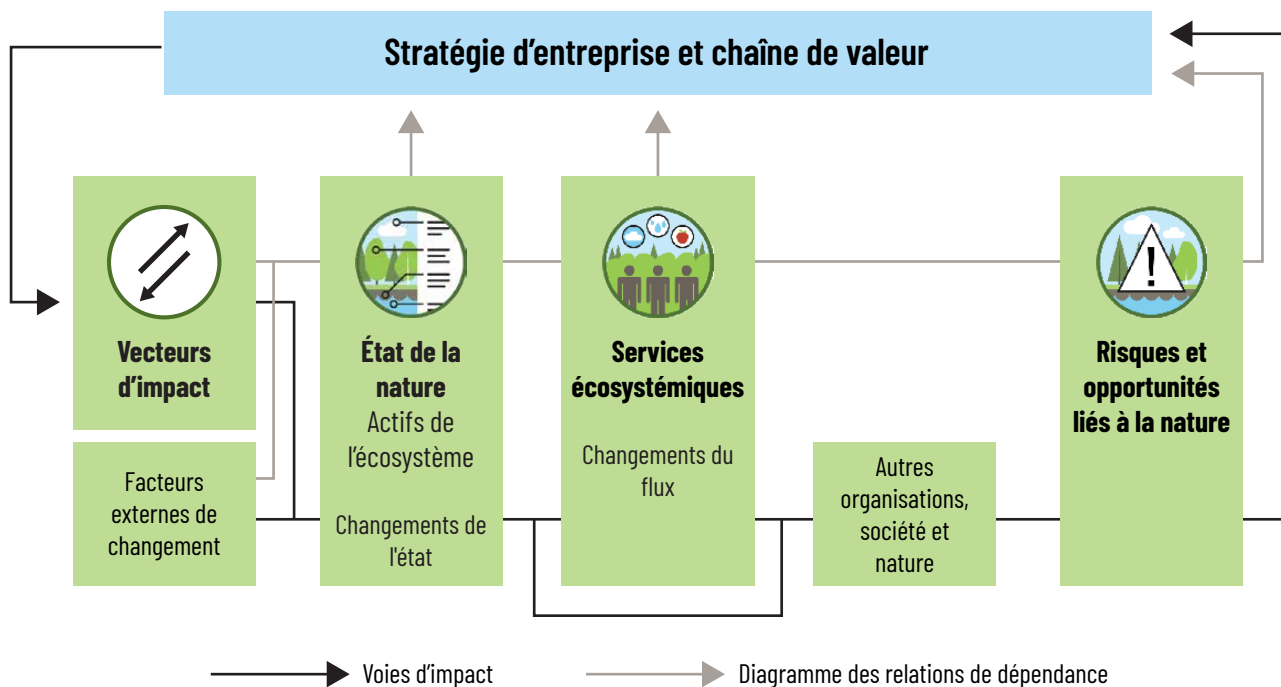 Stratégie d'entreprise et chaîne de valeur
Vecteurs
d'impact
Facteurs
externes de
changement
État de la
nature
Actifs de
l'écosystème
Changements de
l'état
Services
écosystémiques
Changements du
flux
Autres
organisations,
société et
nature
Risques et
opportunités
liés à la nature
Voies d'impact
Diagramme des relations de dépendance